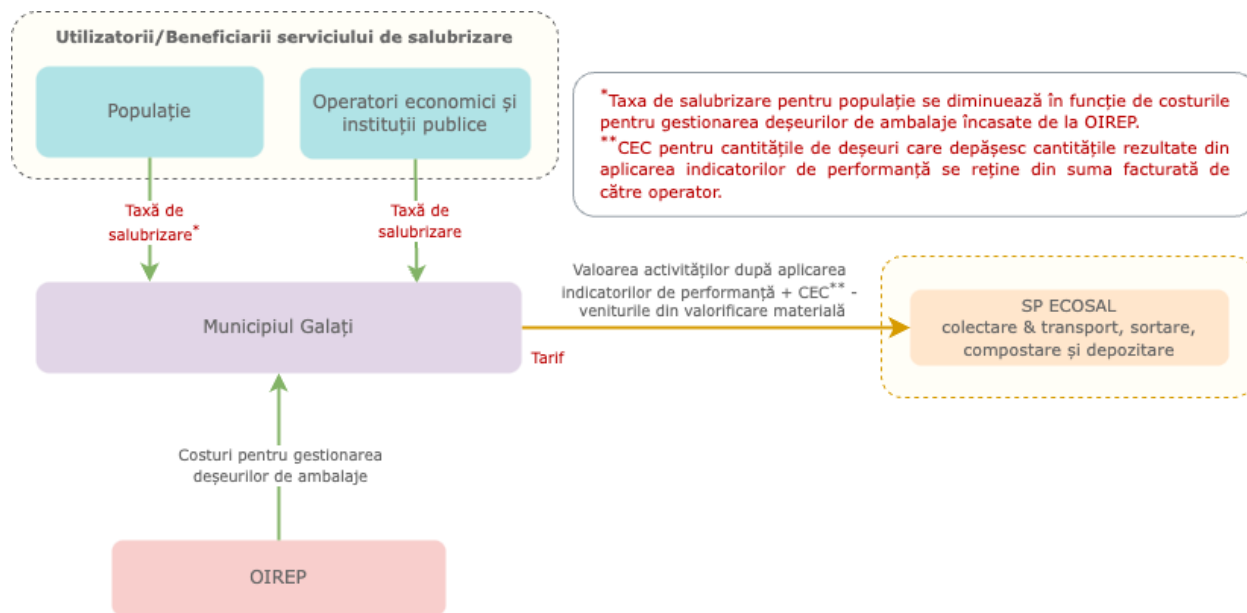 Utilizatorii/Beneficiarii serviciului de salubrizare
Populație
Operatori economici și
instituții publice
*Taxa de salubrizare pentru populație se diminuează în funcție de costurile
pentru gestionarea deșeurilor de ambalaje încasate de la OIREP.
**CEC pentru cantitățile de deșeuri care depășesc cantitățile rezultate din
aplicarea indicatorilor de performanță se reține din suma facturată de
către operator.
Taxă de
salubrizare*
Taxă de
salubrizare
Municipiul Galați
Valoarea activităților după aplicarea
indicatorilor de performanță + CEC** -
veniturile din valorificare materială
Tarif
SP ECOSAL
colectare & transport, sortare,
compostare și depozitare
Costuri pentru gestionarea
deșeurilor de ambalaje
OIREP